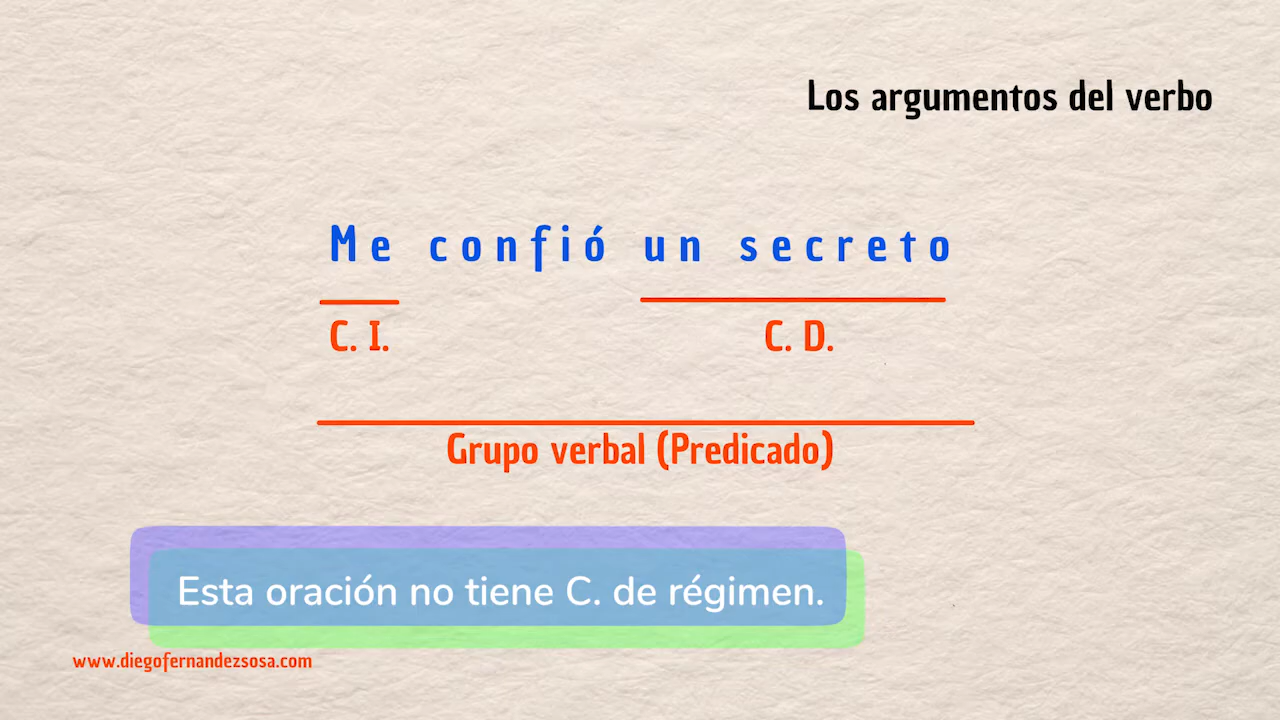 Los argumentos del verbo
Me confió un secreto
C. I. C. D.
Grupo verbal (Predicado)
Esta oración no tiene C. de régimen.
www.diegofernandezsosa.com